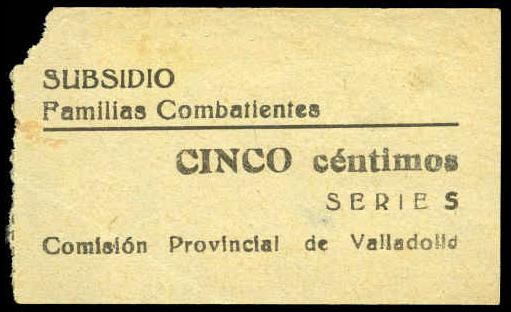 SUBSIDIO
Familias Combatientes
CINCO céntimos
SERIE S
Comisión Provincial de Valladolid